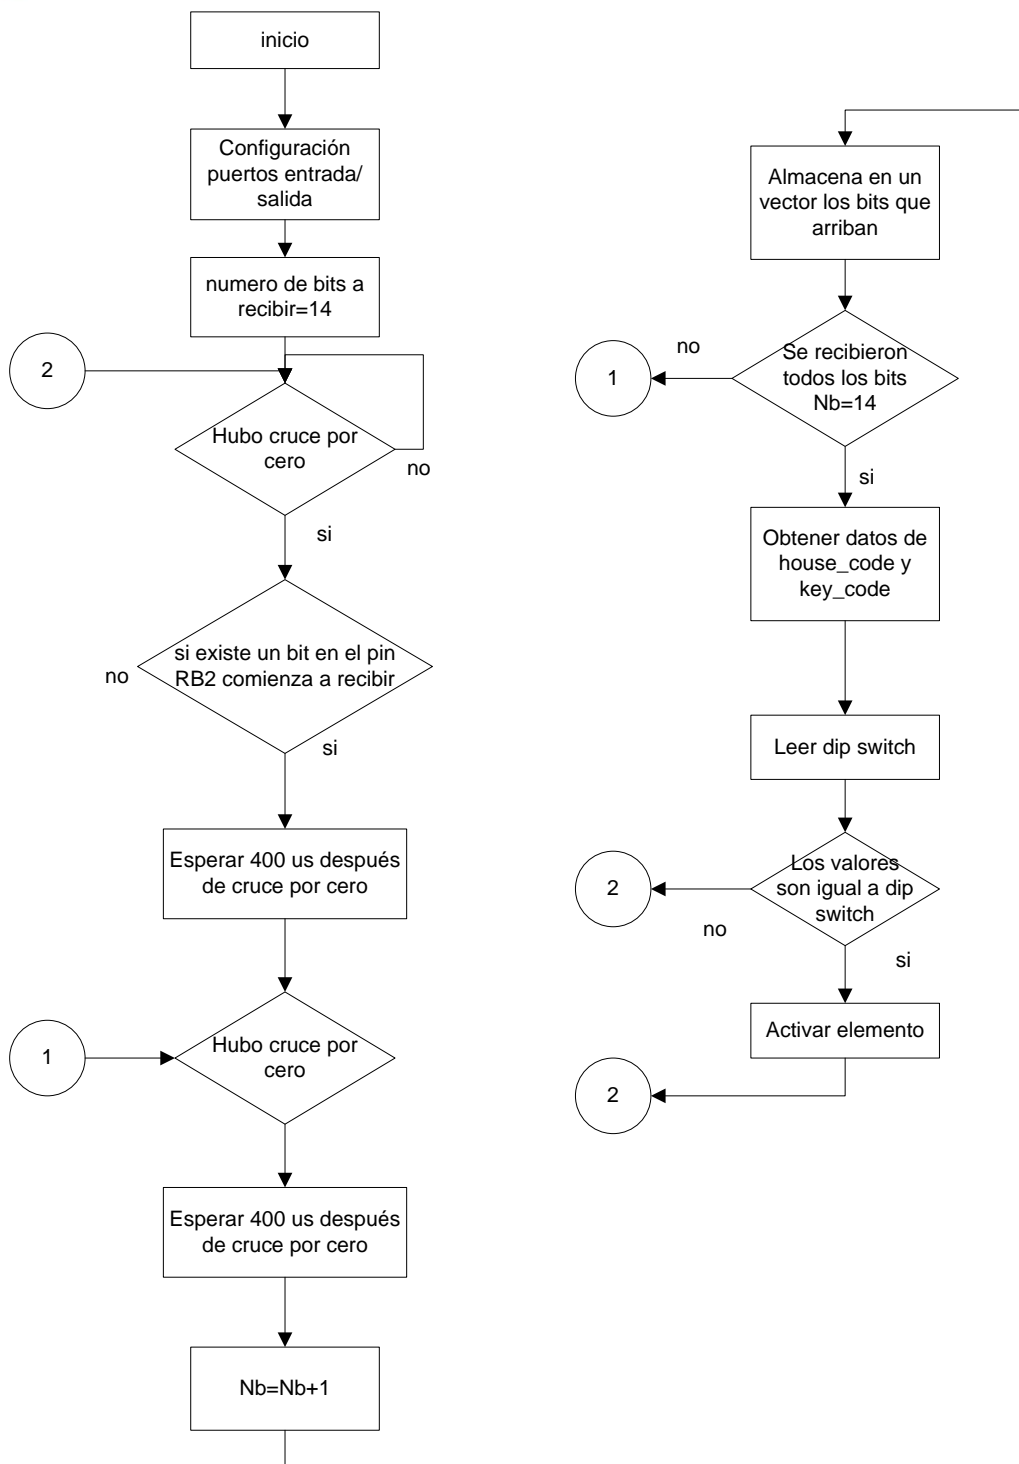 inicio
Configuración
puertos entrada/
salida
numero de bits a
recibir=14
2
Hubo cruce por
cero
no
si
si existe un bit en el pin
RB2 comienza a recibir
no
si
Esperar 400 us después
de cruce por cero
1
Hubo cruce por
cero
Esperar 400 us después
de cruce por cero
Nb=Nb+1
Almacena en un
vector los bits que
arriban
Se recibieron
todos los bits
Nb=14
no
1
si
Obtener datos de
house_code y
key_code
Leer dip switch
Los valores
son igual a dip
switch
2
no
si
Activar elemento
2